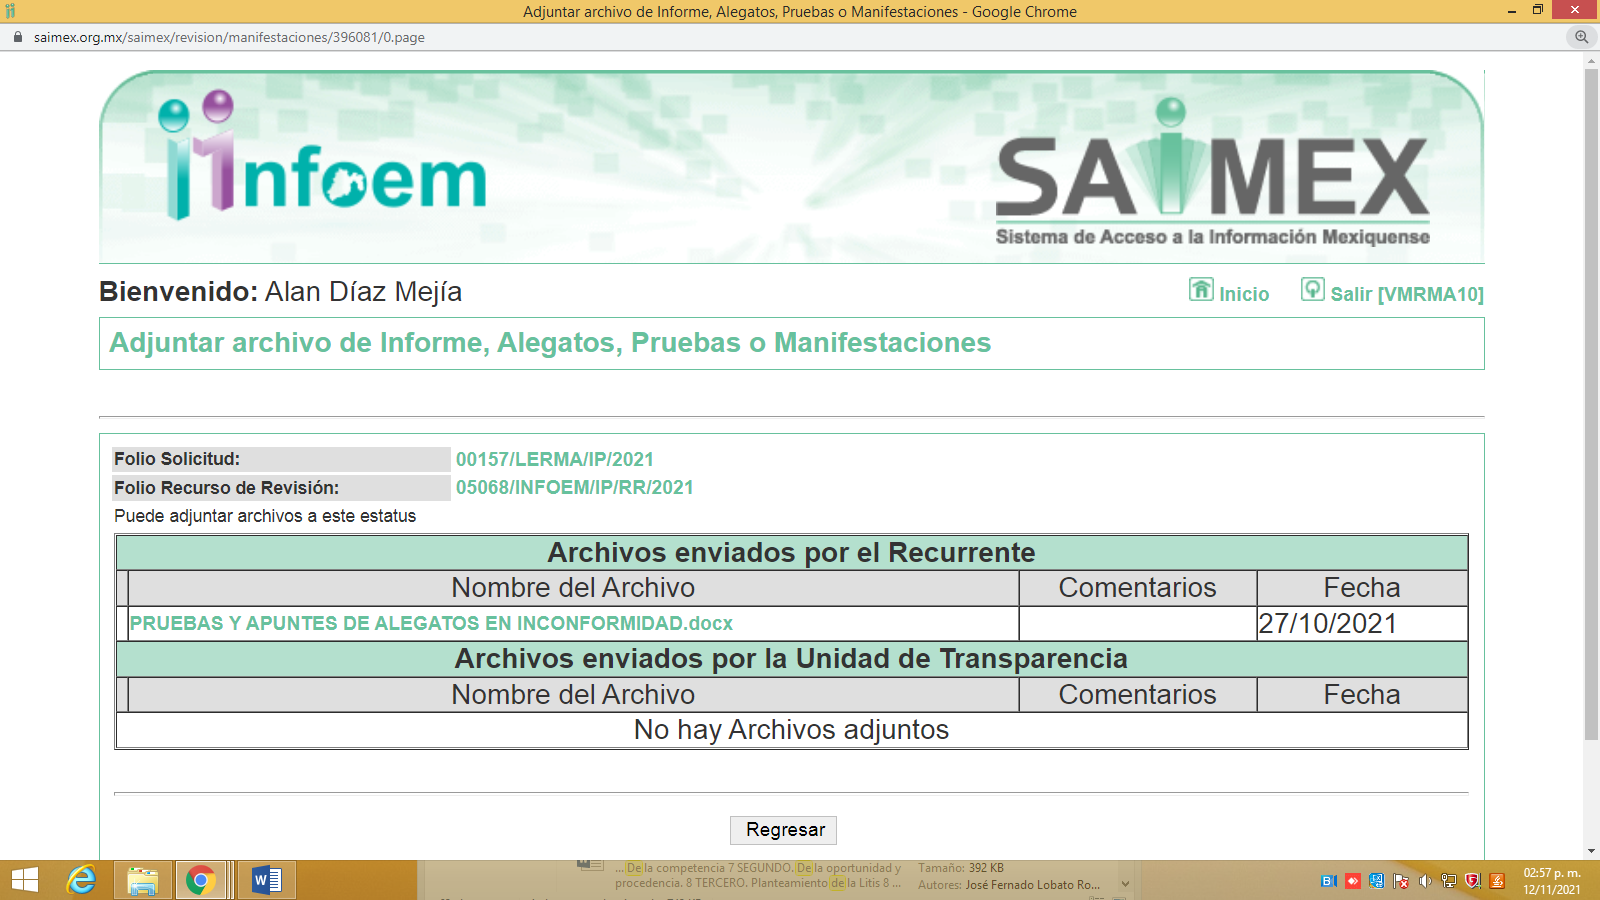 Adjuntar archivo de Informe, Alegatos, Pruebas o Manifestaciones - Google Chrome
saimex.org.mx/saimex/revision/manifestaciones/396081/0.page
infoem
SAIMEX
Sistema de Acceso a la Información Mexiquense
Bienvenido: Alan Díaz Mejía
Inicio Salir [VMRMA10]
Adjuntar archivo de Informe, Alegatos, Pruebas o Manifestaciones
Folio Solicitud: 00157/LERMA/IP/2021
Folio Recurso de Revisión: 05068/INFOEM/IP/RR/2021
Puede adjuntar archivos a este estatus
Archivos enviados por el Recurrente
Nombre del Archivo Comentarios Fecha
PRUEBAS Y APUNTES DE ALEGATOS EN INCONFORMIDAD.docx 27/10/2021
Archivos enviados por la Unidad de Transparencia
Nombre del Archivo Comentarios Fecha
No hay Archivos adjuntos
Regresar
... De la competencia 7 SEGUNDO. De la oportunidad y Tamaño: 392 KB
procedencia. 8 TERCERO. Planteamiento de la Litis 8 ... Autores: José Fernado Lobato Ro...
02:57 p. m.
12/11/2021